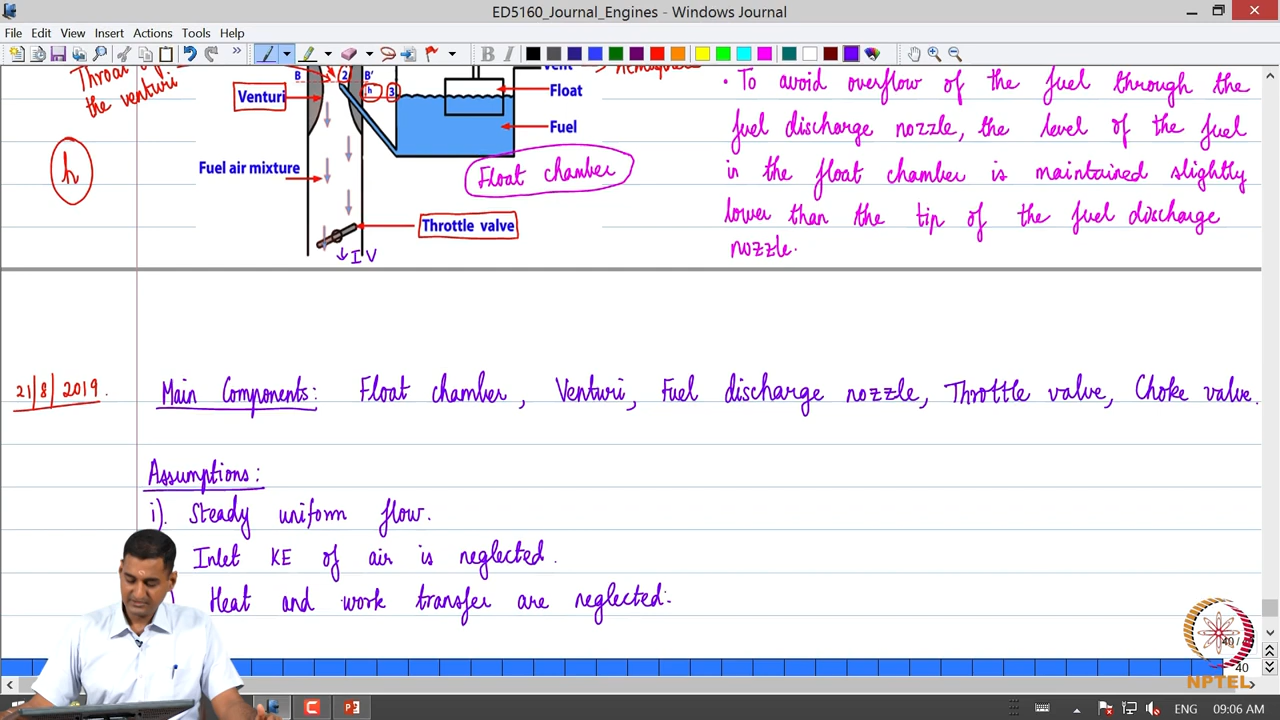 ED5160_Journal_Engines - Windows Journal
File Edit View Insert Actions Tools Help
B I
the venturi
B 2 B'
h 3
Venturi
Float
Fuel
Fuel air mixture
Float chamber
h
Throttle valve
↓ I V
• To avoid overflow of the fuel through the
fuel discharge nozzle, the level of the fuel
in the float chamber is maintained slightly
lower than the tip of the fuel discharge
nozzle.
21/8/2019.
Main Components: Float chamber, Venturi, Fuel discharge nozzle, Throttle valve, Choke valve.
Assumptions:
i). Steady uniform flow.
Inlet KE of air is neglected.
Heat and work transfer are neglected.
40
NPTEL
ENG 09:06 AM